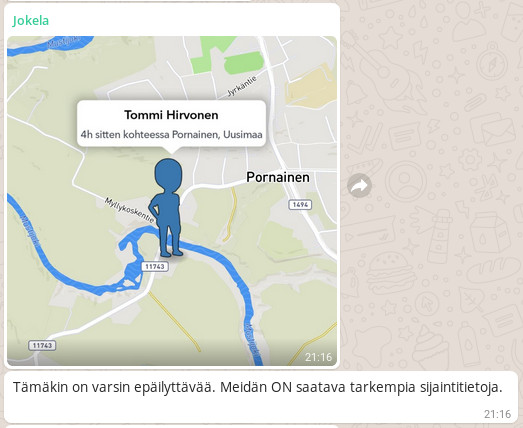 Jokela
Jyrkäntie
Tommi Hirvonen
4h sitten kohteessa Pornainen, Uusimaa
Pornainen
1494
Myllykoskentie
11743
11743
21:16
Tämäkin on varsin epäilyttävää. Meidän ON saatava tarkempia sijaintitietoja.
21:16